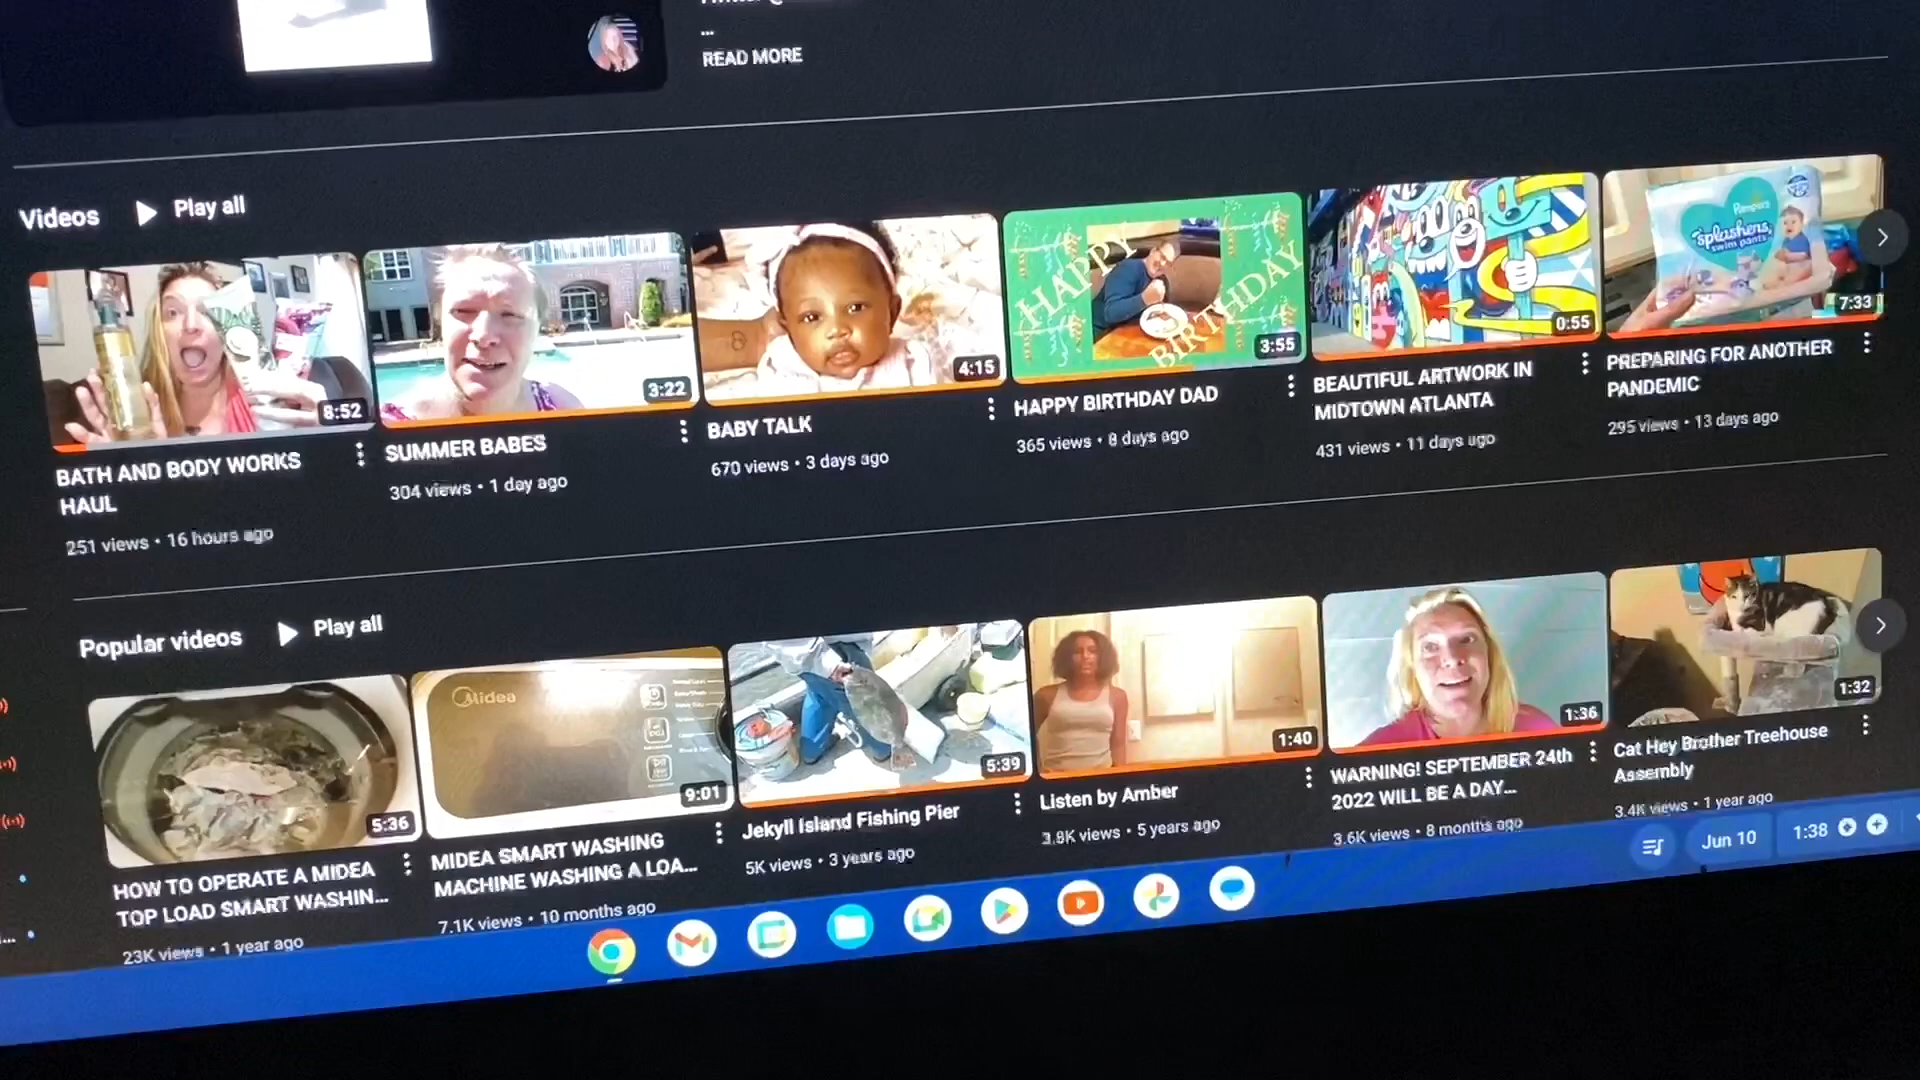 ...
READ MORE
Videos
Play all
8:52
3:22
4:15
HAPPY
BIRTHDAY
3:55
0:55
Pampers
splashers
swim pants
7:33
BATH AND BODY WORKS
HAUL
251 views • 16 hours ago
SUMMER BABES
304 views • 1 day ago
BABY TALK
670 views • 3 days ago
HAPPY BIRTHDAY DAD
365 views • 8 days ago
BEAUTIFUL ARTWORK IN
MIDTOWN ATLANTA
431 views • 11 days ago
PREPARING FOR ANOTHER
PANDEMIC
295 views • 13 days ago
Popular videos
Play all
5:36
Midea
9:01
5:39
1:40
1:36
1:32
HOW TO OPERATE A MIDEA
TOP LOAD SMART WASHIN...
23K views • 1 year ago
MIDEA SMART WASHING
MACHINE WASHING A LOA...
7.1K views • 10 months ago
Jekyll Island Fishing Pier
5K views • 3 years ago
Listen by Amber
3.8K views • 5 years ago
WARNING! SEPTEMBER 24th
2022 WILL BE A DAY...
3.6K views • 8 months ago
Cat Hey Brother Treehouse
Assembly
3.4K views • 1 year ago
Jun 10
1:38